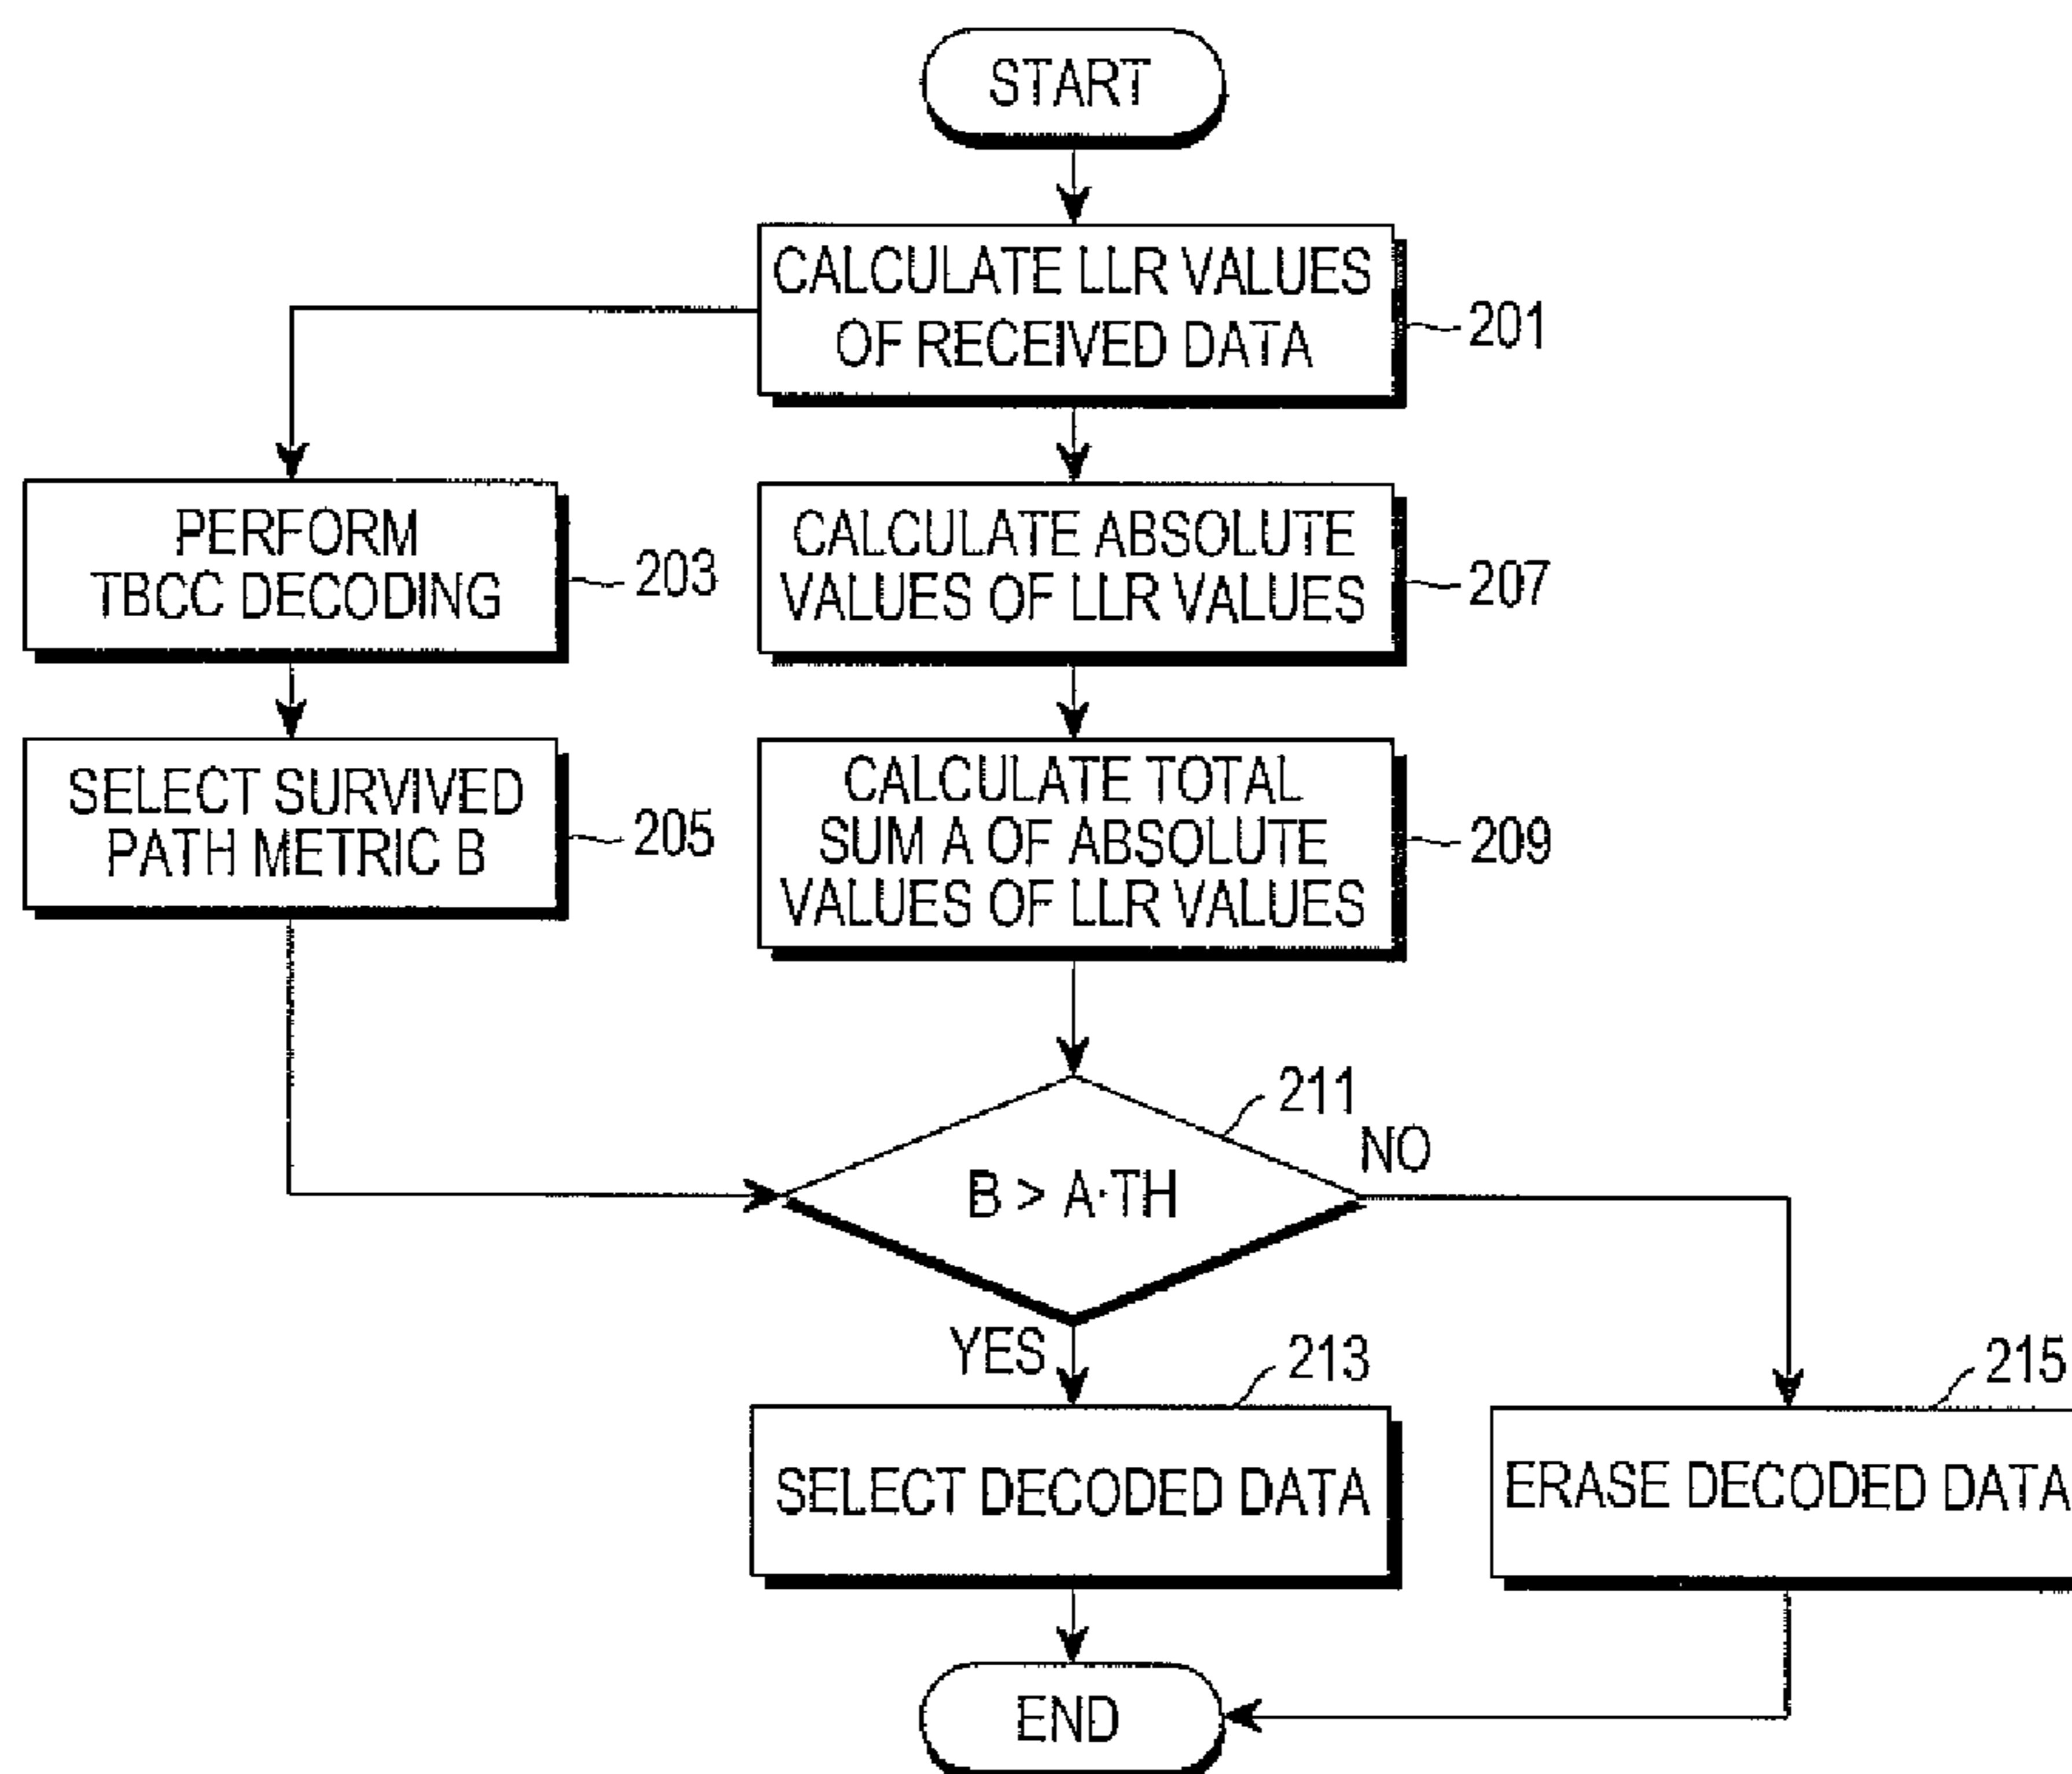 START
CALCULATE LLR VALUES
OF RECEIVED DATA
201
PERFORM
TBCC DECODING
203
CALCULATE ABSOLUTE
VALUES OF LLR VALUES
207
SELECT SURVIVED
PATH METRIC B
205
CALCULATE TOTAL
SUM A OF ABSOLUTE
VALUES OF LLR VALUES
209
211
B > A·TH
NO
YES
213
SELECT DECODED DATA
215
ERASE DECODED DATA
END